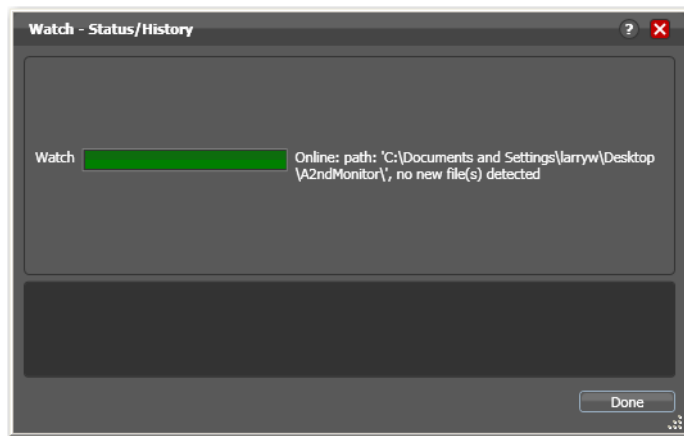 Watch - Status/History
?
Watch
Online: path: 'C:\Documents and Settings\larryw\Desktop
\A2ndMonitor\', no new file(s) detected
Done